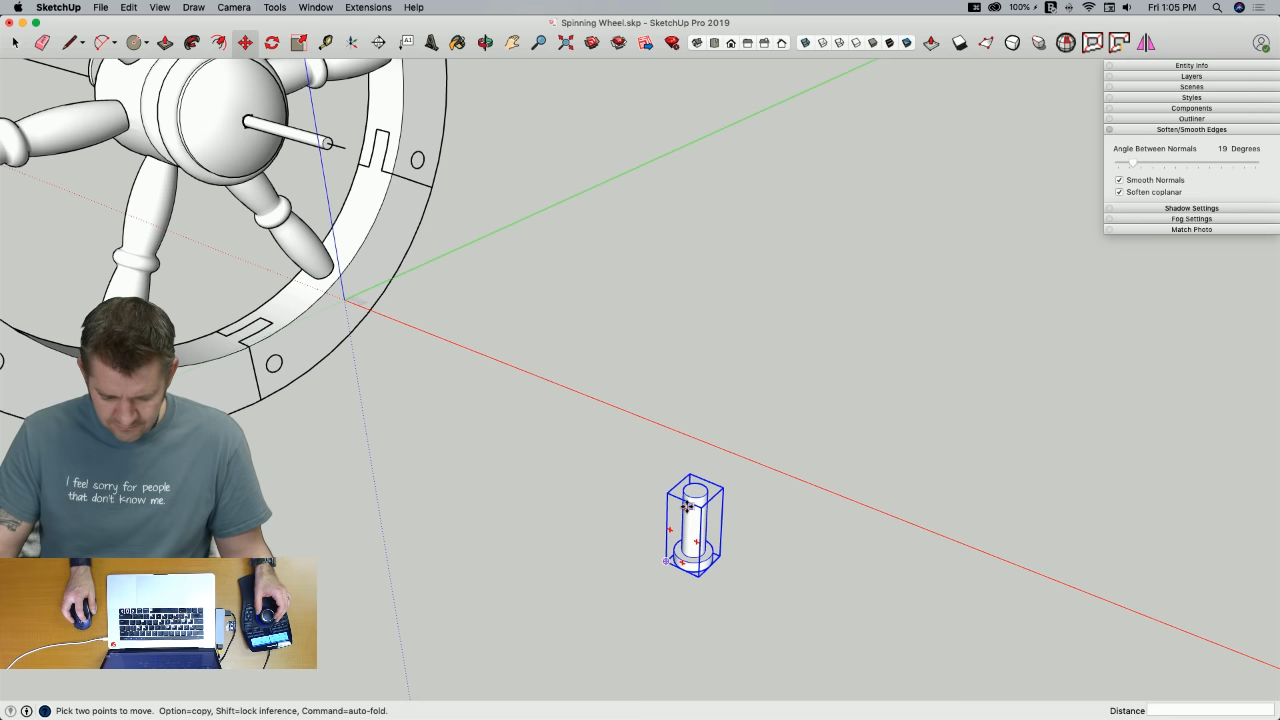 SketchUp File Edit View Draw Camera Tools Window Extensions Help
100% Fri 1:05 PM
Spinning Wheel.skp - SketchUp Pro 2019
Entity Info
Layers
Scenes
Styles
Components
Outliner
Soften/Smooth Edges
Angle Between Normals 19 Degrees
Smooth Normals
Soften coplanar
Shadow Settings
Fog Settings
Match Photo
I feel sorry for people
that don't know me.
Pick two points to move. Option=copy, Shift=lock inference, Command=auto-fold.
Distance